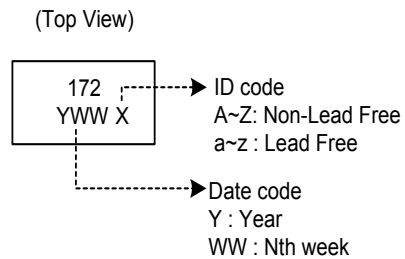 (Top View)
172
YWW X
ID code
A~Z: Non-Lead Free
a~z : Lead Free
Date code
Y : Year
WW : Nth week